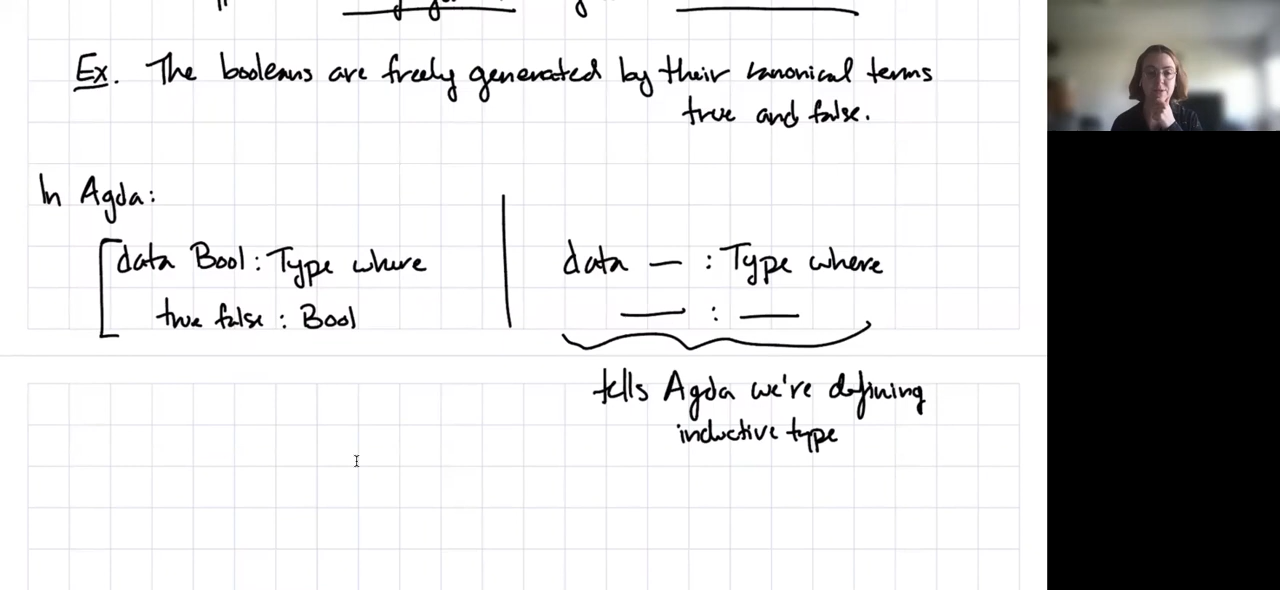 Ex. The booleans are freely generated by their canonical terms
true and false.
In Agda:
data Bool : Type where
true false : Bool
data — : Type where
— : —
tells Agda we're defining
inductive type